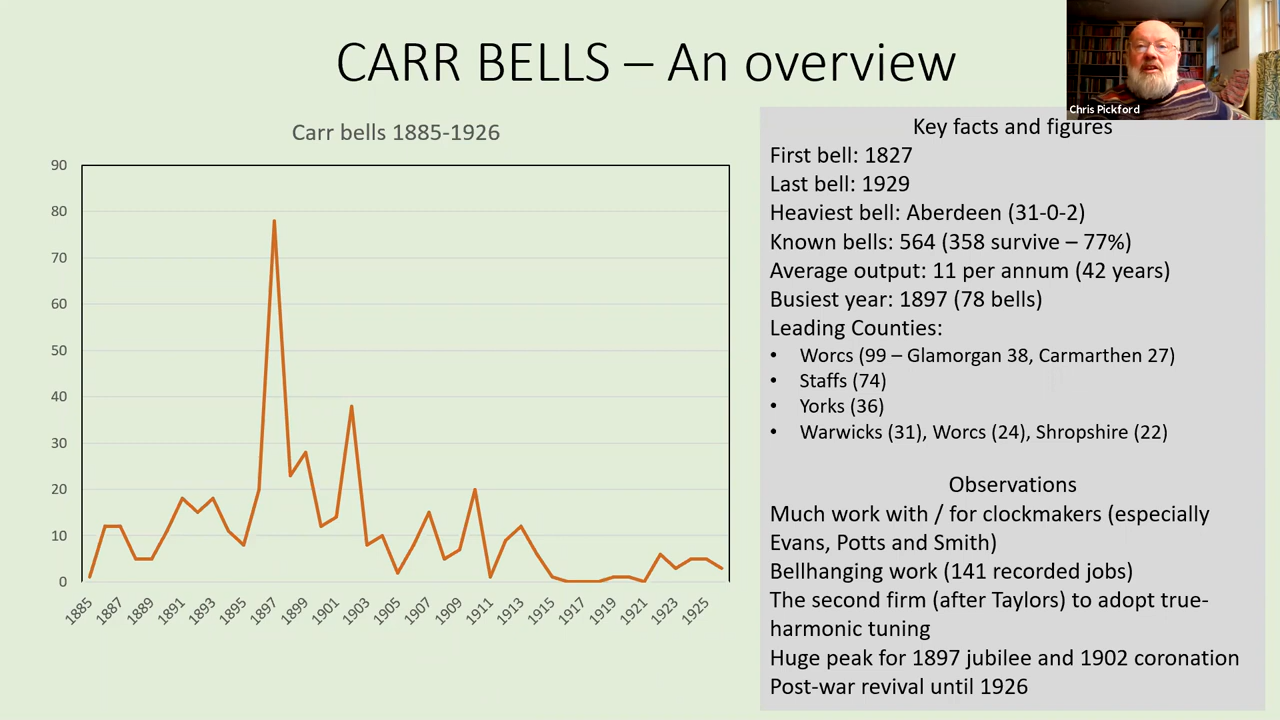 CARR BELLS – An overview
Chris Pickford
Carr bells 1885-1926
90
80
70
60
50
40
30
20
10
0
1885
1887
1889
1891
1893
1895
1897
1899
1901
1903
1905
1907
1909
1911
1913
1915
1917
1919
1921
1923
1925
Key facts and figures
First bell: 1827
Last bell: 1929
Heaviest bell: Aberdeen (31-0-2)
Known bells: 564 (358 survive – 77%)
Average output: 11 per annum (42 years)
Busiest year: 1897 (78 bells)
Leading Counties:
• Worcs (99 – Glamorgan 38, Carmarthen 27)
• Staffs (74)
• Yorks (36)
• Warwicks (31), Worcs (24), Shropshire (22)
Observations
Much work with / for clockmakers (especially
Evans, Potts and Smith)
Bellhanging work (141 recorded jobs)
The second firm (after Taylors) to adopt true-
harmonic tuning
Huge peak for 1897 jubilee and 1902 coronation
Post-war revival until 1926